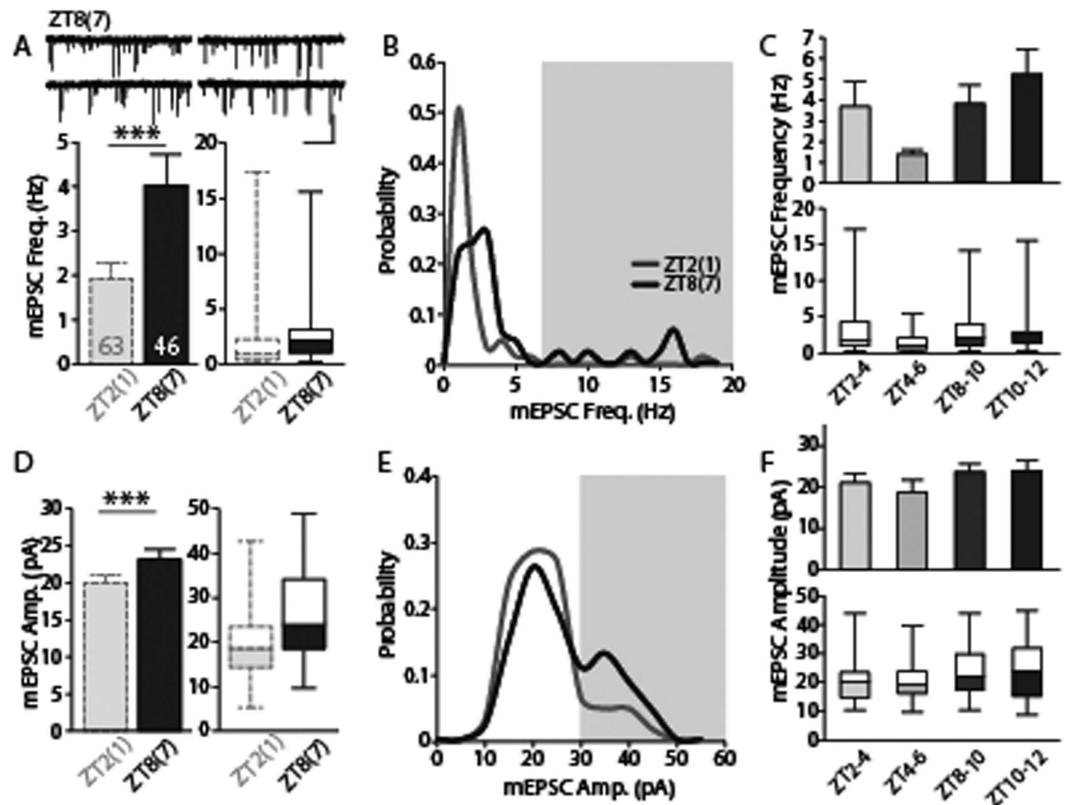 ZT8(7)
A
***
mEPSC Freq. (Hz)
5
4
3
2
1
0
63
46
ZT2(1)
ZT8(7)
20
15
10
5
0
ZT2(1)
ZT8(7)
B
Probability
0.6
0.5
0.4
0.3
0.2
0.1
0
ZT2(1)
ZT8(7)
0 5 10 15 20
mEPSC Freq. (Hz)
C
mEPSC Frequency (Hz)
7
6
5
4
3
2
1
0
20
15
10
5
0
ZT2-4
ZT4-6
ZT8-10
ZT10-12
D
***
mEPSC Amp. (pA)
30
25
20
15
10
5
0
ZT2(1)
ZT8(7)
50
40
30
20
10
0
ZT2(1)
ZT8(7)
E
Probability
0.4
0.3
0.2
0.1
0
0 10 20 30 40 50 60
mEPSC Amp. (pA)
F
mEPSC Amplitude (pA)
30
20
10
0
50
40
30
20
10
0
ZT2-4
ZT4-6
ZT8-10
ZT10-12